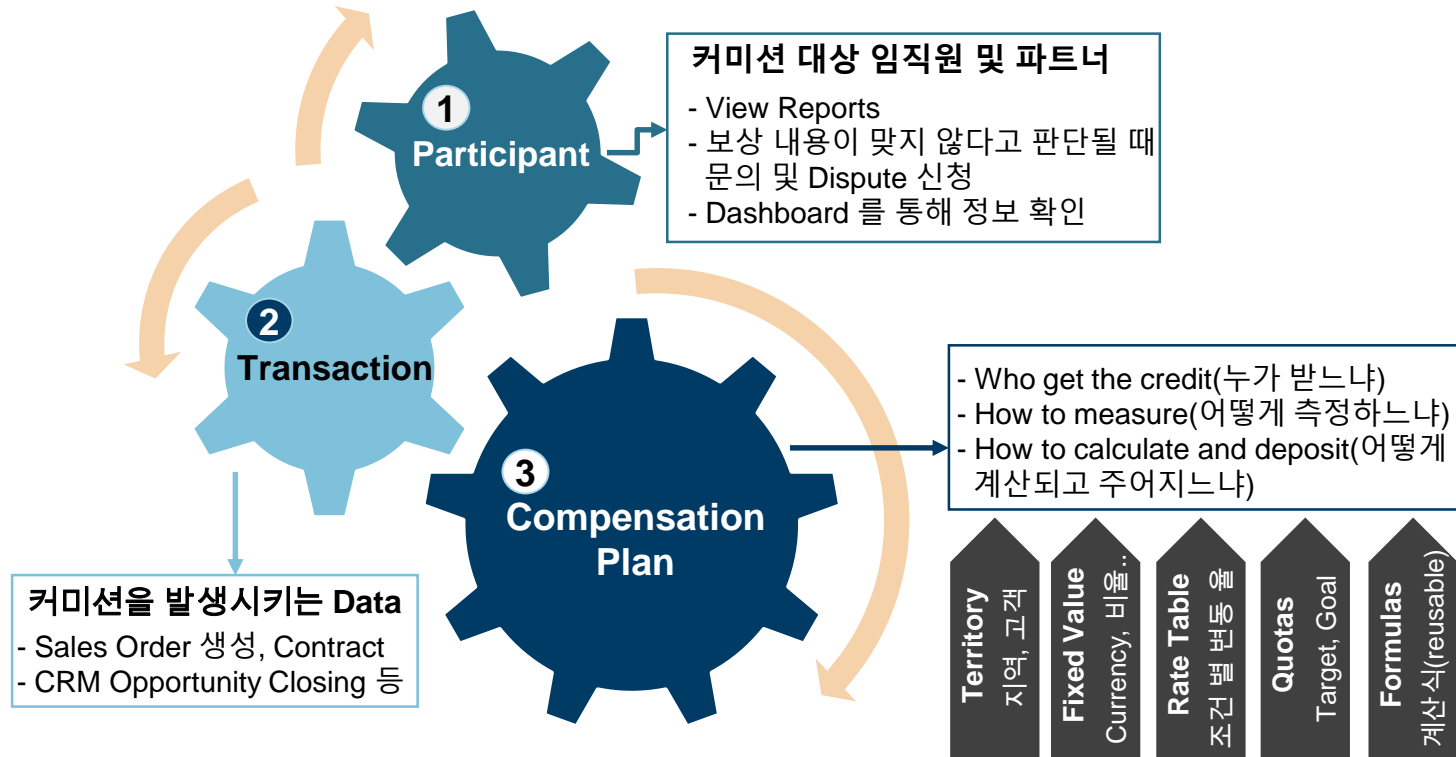 1
Participant
커미션 대상 임직원 및 파트너
- View Reports
- 보상 내용이 맞지 않다고 판단될 때
문의 및 Dispute 신청
- Dashboard 를 통해 정보 확인
2
Transaction
커미션을 발생시키는 Data
- Sales Order 생성, Contract
- CRM Opportunity Closing 등
3
Compensation
Plan
- Who get the credit(누가 받느냐)
- How to measure(어떻게 측정하느냐)
- How to calculate and deposit(어떻게
계산되고 주어지느냐)
Territory
지역, 고객
Fixed Value
Currency, 비율..
Rate Table
조건 별 변동 율
Quotas
Target, Goal
Formulas
계산식(reusable)